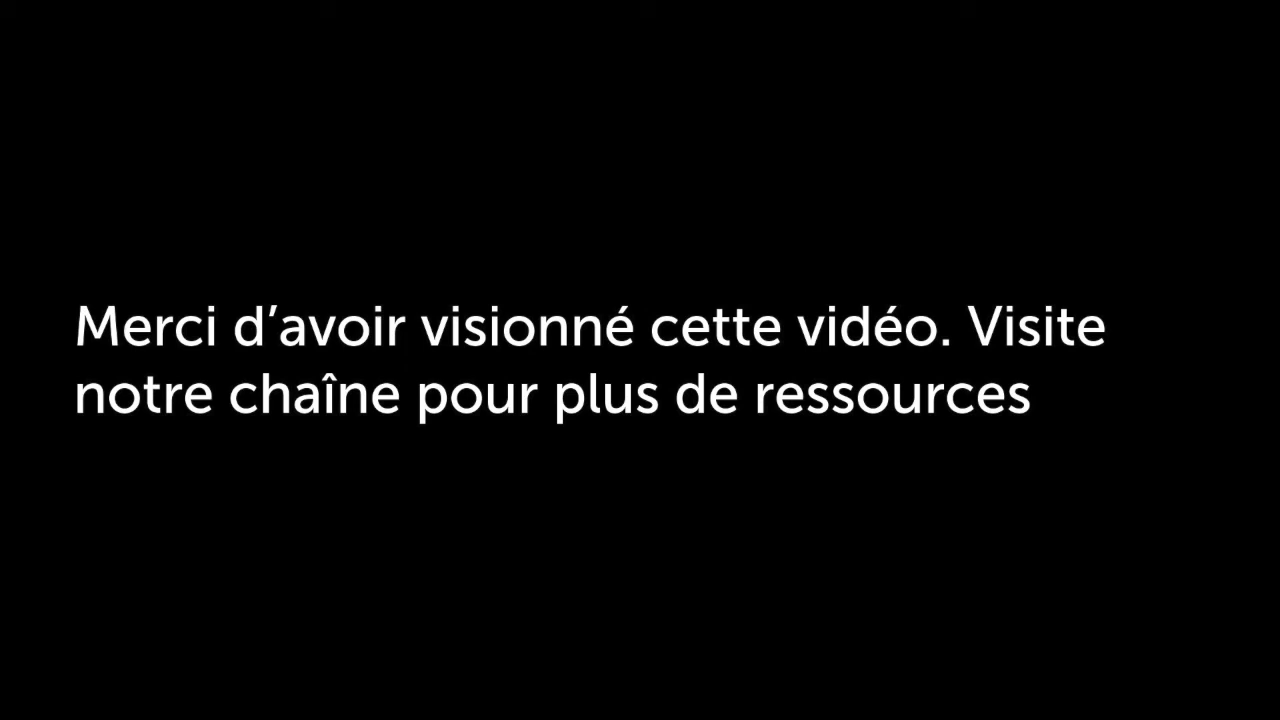 Merci d’avoir visionné cette vidéo. Visite
notre chaîne pour plus de ressources